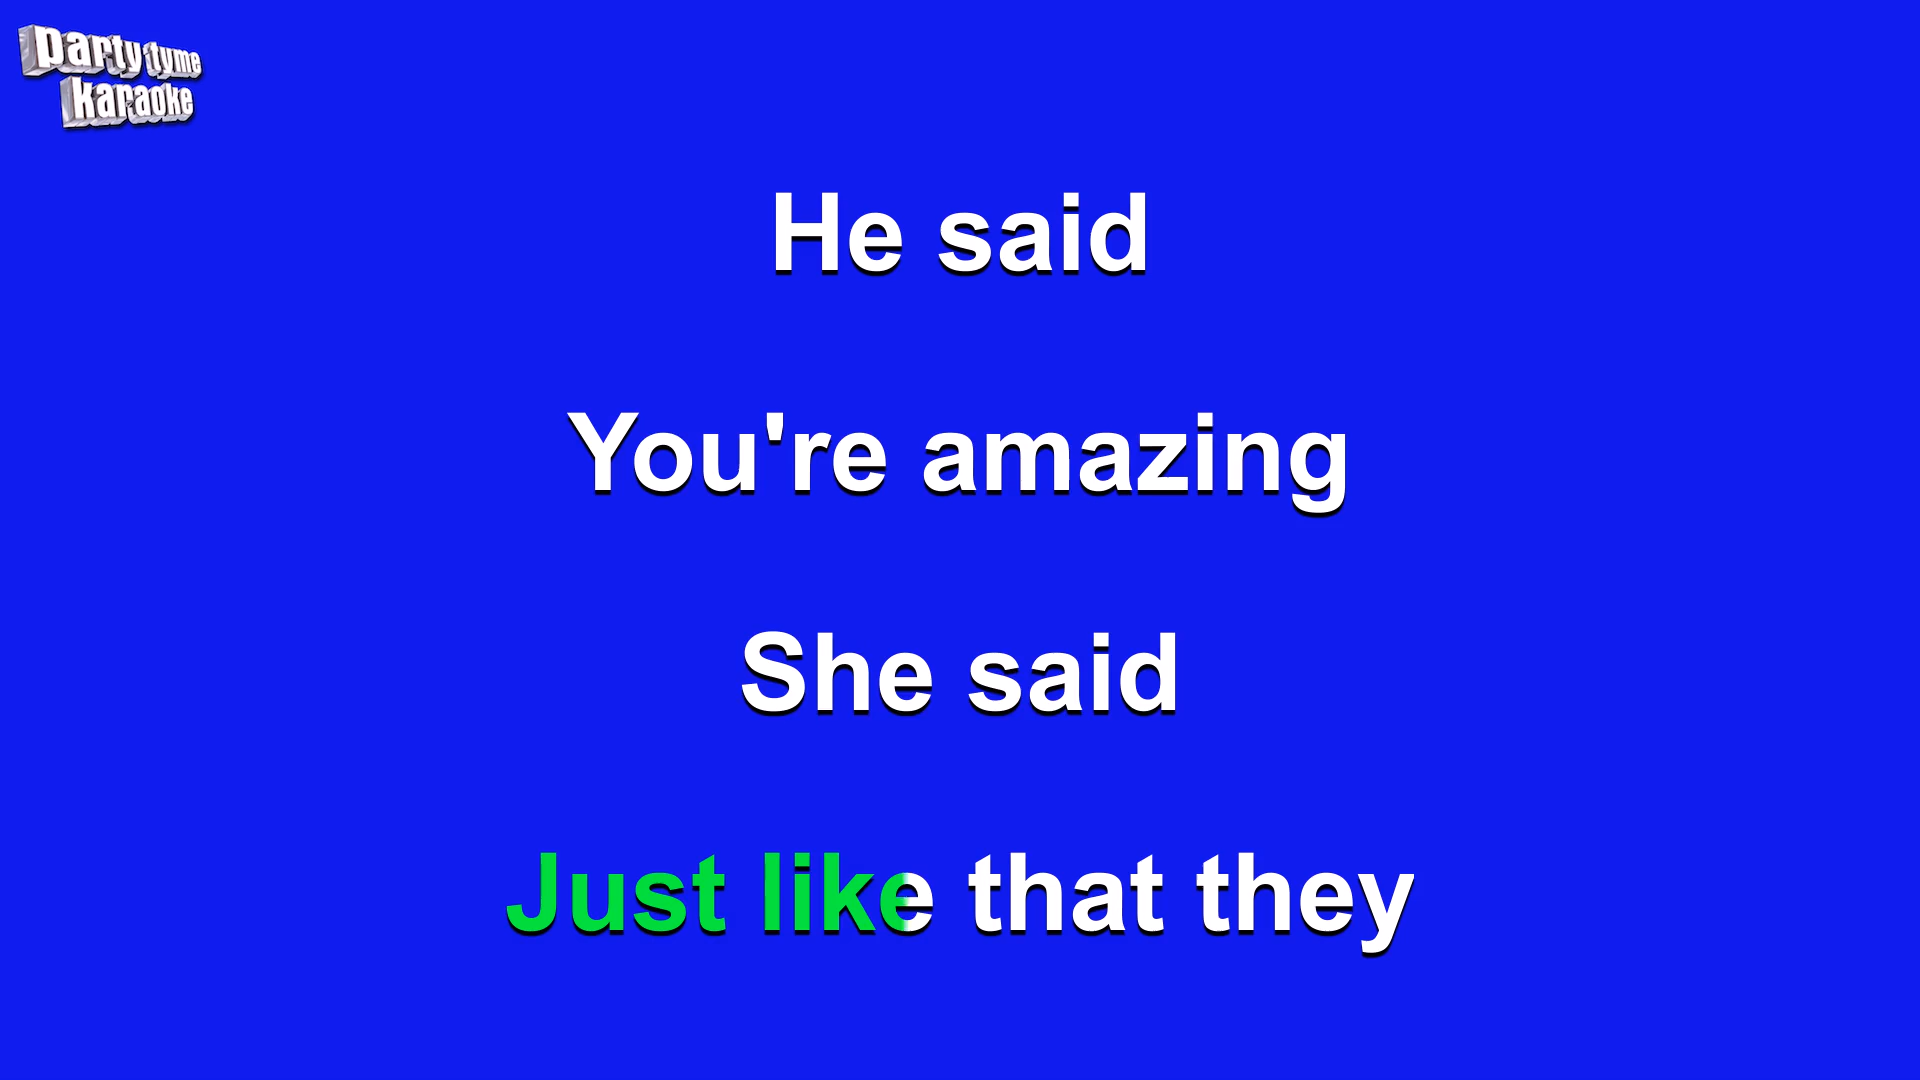 party tyme
karaoke
He said
You're amazing
She said
Just like that they